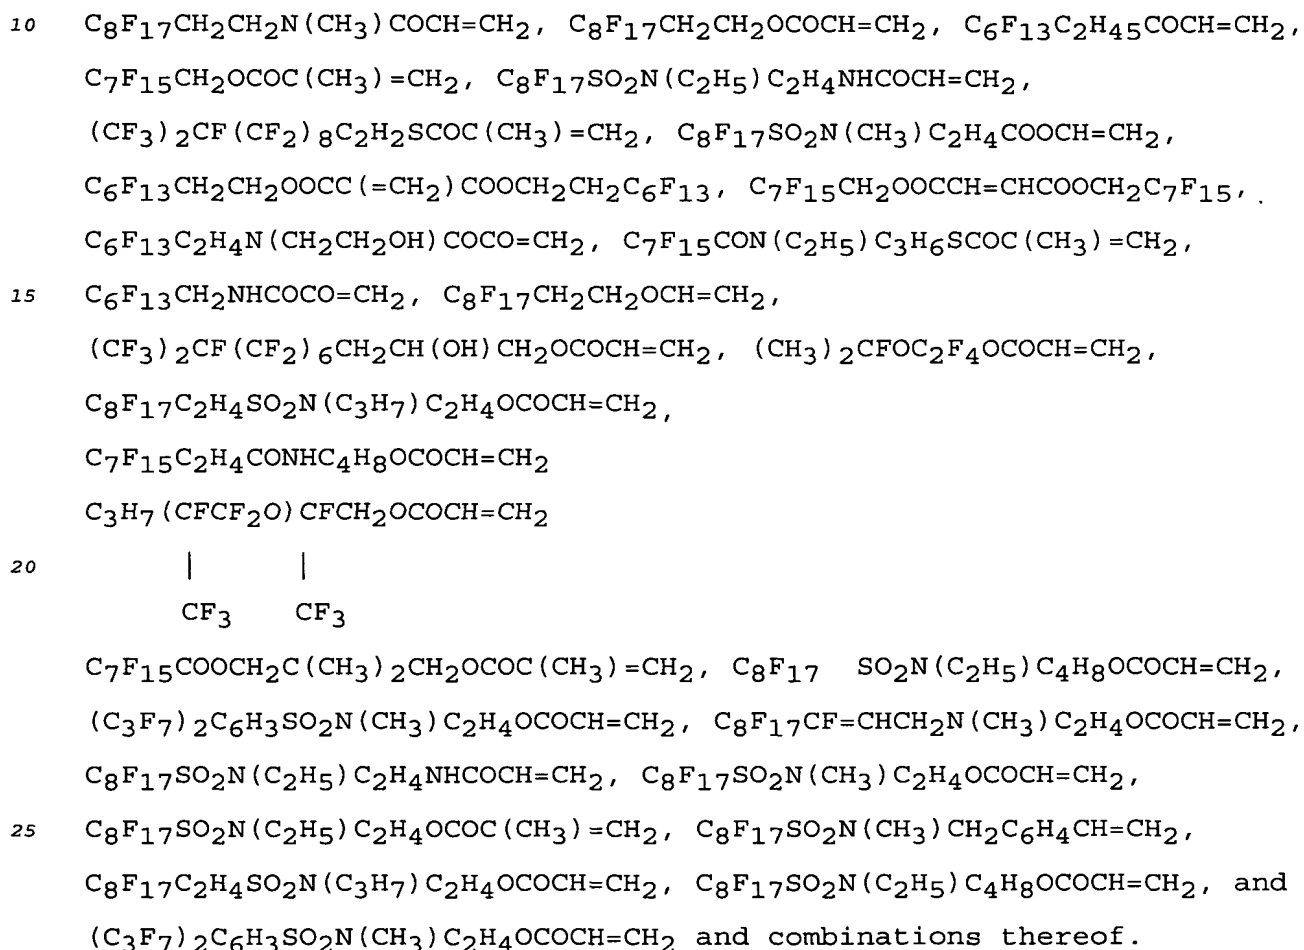 10 C8F17CH2CH2N(CH3)COCH=CH2, C8F17CH2CH2OCOCH=CH2, C6F13C2H45COCH=CH2,
C7F15CH2OCOC(CH3)=CH2, C8F17SO2N(C2H5)C2H4NHCOCH=CH2,
(CF3)2CF(CF2)8C2H2SCOC(CH3)=CH2, C8F17SO2N(CH3)C2H4COOCH=CH2,
C6F13CH2CH2OOCC(=CH2)COOCH2CH2C6F13, C7F15CH2OOCCH=CHCOOCH2C7F15,
C6F13C2H4N(CH2CH2OH)COCO=CH2, C7F15CON(C2H5)C3H6SCOC(CH3)=CH2,
15 C6F13CH2NHCOCO=CH2, C8F17CH2CH2OCH=CH2,
(CF3)2CF(CF2)6CH2CH(OH)CH2OCOCH=CH2, (CH3)2CFOC2F4OCOCH=CH2,
C8F17C2H4SO2N(C3H7)C2H4OCOCH=CH2,
C7F15C2H4CONHC4H8OCOCH=CH2
C3H7(CFCF2O)CFCH2OCOCH=CH2
20 | |
CF3 CF3
C7F15COOCH2C(CH3)2CH2OCOC(CH3)=CH2, C8F17 SO2N(C2H5)C4H8OCOCH=CH2,
(C3F7)2C6H3SO2N(CH3)C2H4OCOCH=CH2, C8F17CF=CHCH2N(CH3)C2H4OCOCH=CH2,
C8F17SO2N(C2H5)C2H4NHCOCH=CH2, C8F17SO2N(CH3)C2H4OCOCH=CH2,
25 C8F17SO2N(C2H5)C2H4OCOC(CH3)=CH2, C8F17SO2N(CH3)CH2C6H4CH=CH2,
C8F17C2H4SO2N(C3H7)C2H4OCOCH=CH2, C8F17SO2N(C2H5)C4H8OCOCH=CH2, and
(C3F7)2C6H3SO2N(CH3)C2H4OCOCH=CH2 and combinations thereof.